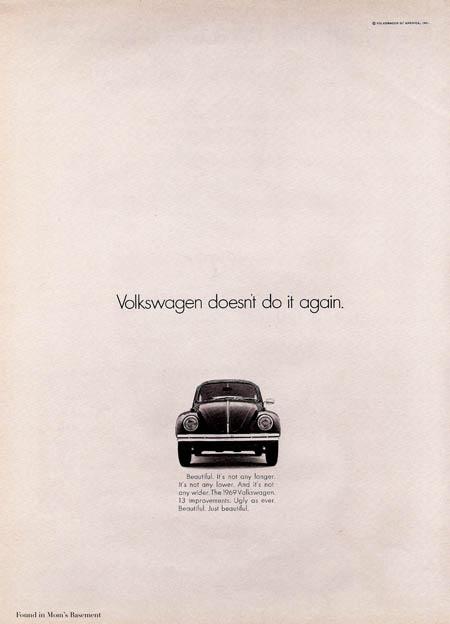 © VOLKSWAGEN OF AMERICA, INC.
Volkswagen doesn't do it again.
Beautiful. It's not any longer.
It's not any lower. And it's not
any wider. The 1969 Volkswagen.
13 improvements. Ugly as ever.
Beautiful. Just beautiful.
Found in Mom's Basement